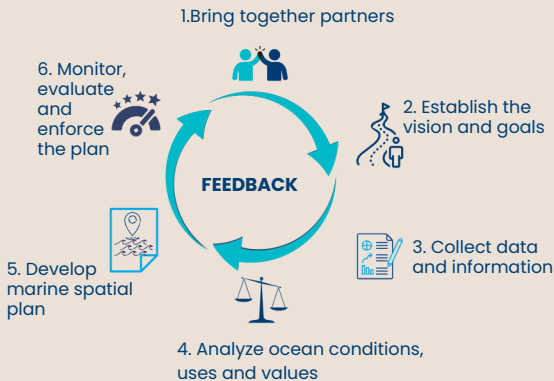 1.Bring together partners
2. Establish the
vision and goals
3. Collect data
and information
4. Analyze ocean conditions,
uses and values
5. Develop
marine spatial
plan
6. Monitor,
evaluate
and
enforce
the plan
FEEDBACK